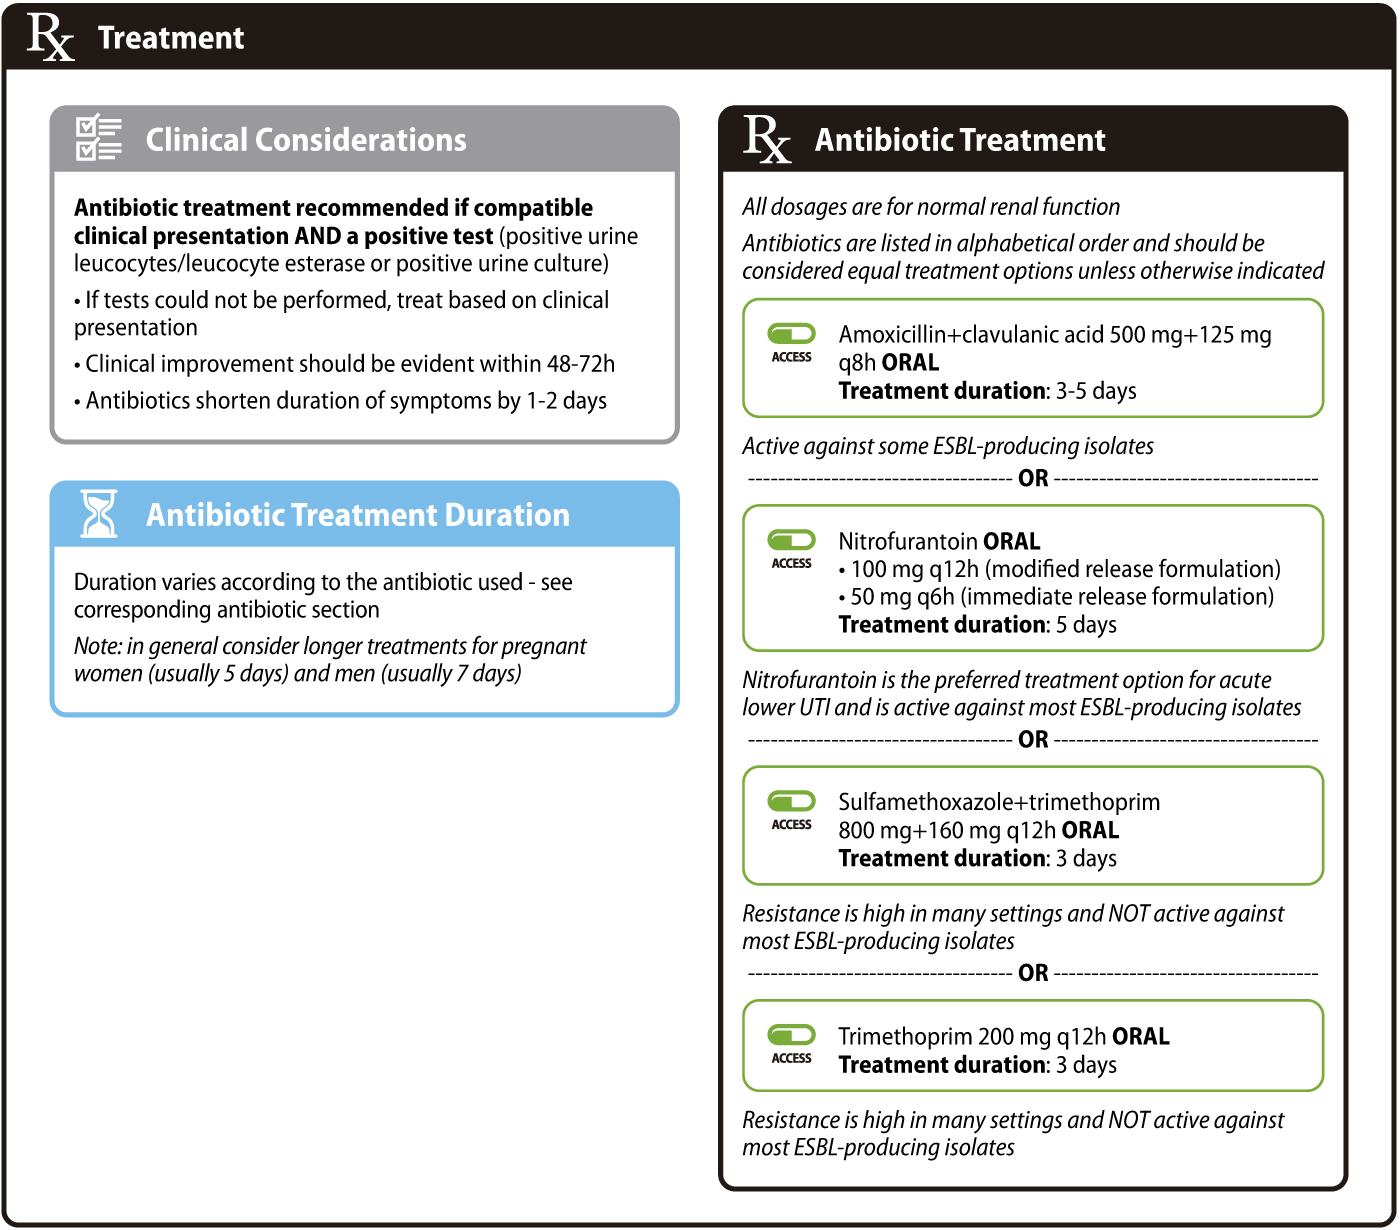 Rx Treatment
Clinical Considerations
Antibiotic treatment recommended if compatible
clinical presentation AND a positive test (positive urine
leucocytes/leucocyte esterase or positive urine culture)
• If tests could not be performed, treat based on clinical
presentation
• Clinical improvement should be evident within 48-72h
• Antibiotics shorten duration of symptoms by 1-2 days
Antibiotic Treatment Duration
Duration varies according to the antibiotic used - see
corresponding antibiotic section
Note: in general consider longer treatments for pregnant
women (usually 5 days) and men (usually 7 days)
Rx Antibiotic Treatment
All dosages are for normal renal function
Antibiotics are listed in alphabetical order and should be
considered equal treatment options unless otherwise indicated
ACCESS
Amoxicillin+clavulanic acid 500 mg+125 mg
q8h ORAL
Treatment duration: 3-5 days
Active against some ESBL-producing isolates
OR
ACCESS
Nitrofurantoin ORAL
• 100 mg q12h (modified release formulation)
• 50 mg q6h (immediate release formulation)
Treatment duration: 5 days
Nitrofurantoin is the preferred treatment option for acute
lower UTI and is active against most ESBL-producing isolates
OR
ACCESS
Sulfamethoxazole+trimethoprim
800 mg+160 mg q12h ORAL
Treatment duration: 3 days
Resistance is high in many settings and NOT active against
most ESBL-producing isolates
OR
ACCESS
Trimethoprim 200 mg q12h ORAL
Treatment duration: 3 days
Resistance is high in many settings and NOT active against
most ESBL-producing isolates